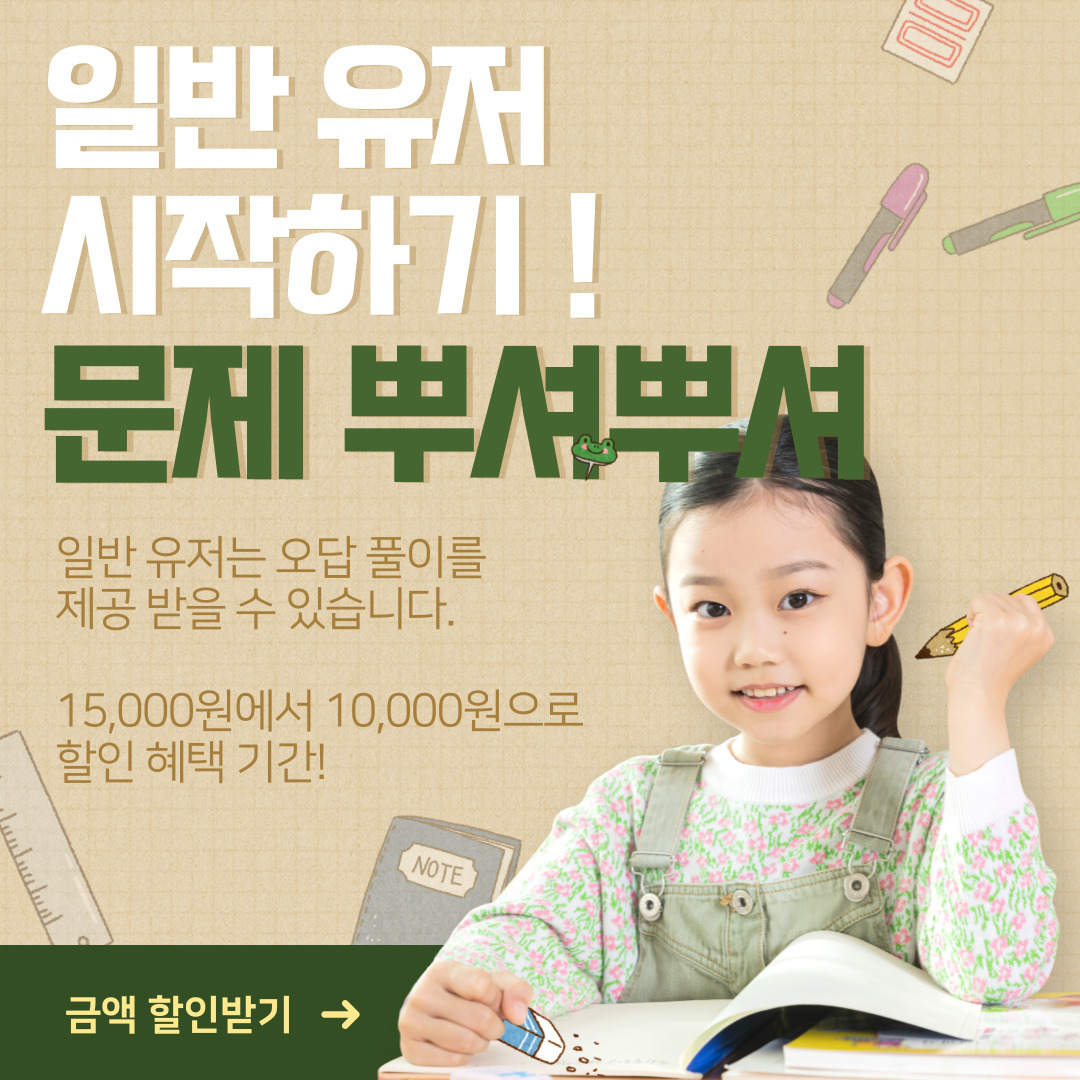 일반 유저
시작하기 !
문제 뿌셔뿌셔
일반 유저는 오답 풀이를
제공 받을 수 있습니다.
15,000원에서 10,000원으로
할인 혜택 기간!
NOTE
금액 할인받기 →